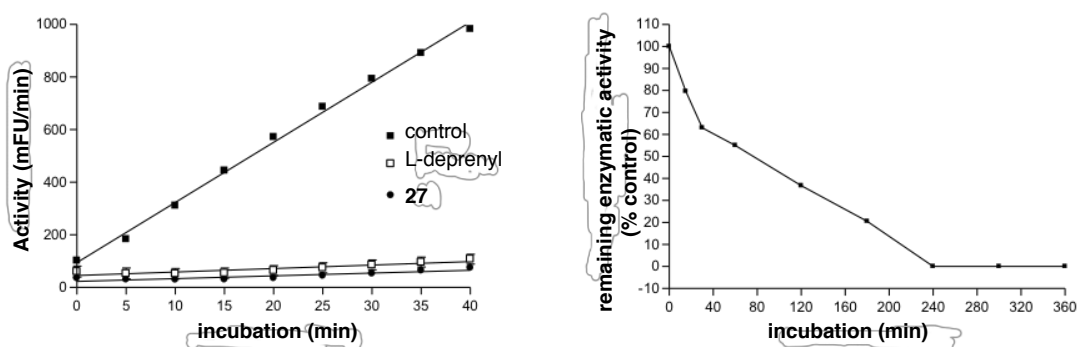 1000
800
600
400
200
0
Activity (mFU/min)
control
L-deprenyl
27
0 5 10 15 20 25 30 35 40
incubation (min)
110
100
90
80
70
60
50
40
30
20
10
0
-10
remaining enzymatic activity
(% control)
0 40 80 120 160 200 240 280 320 360
incubation (min)